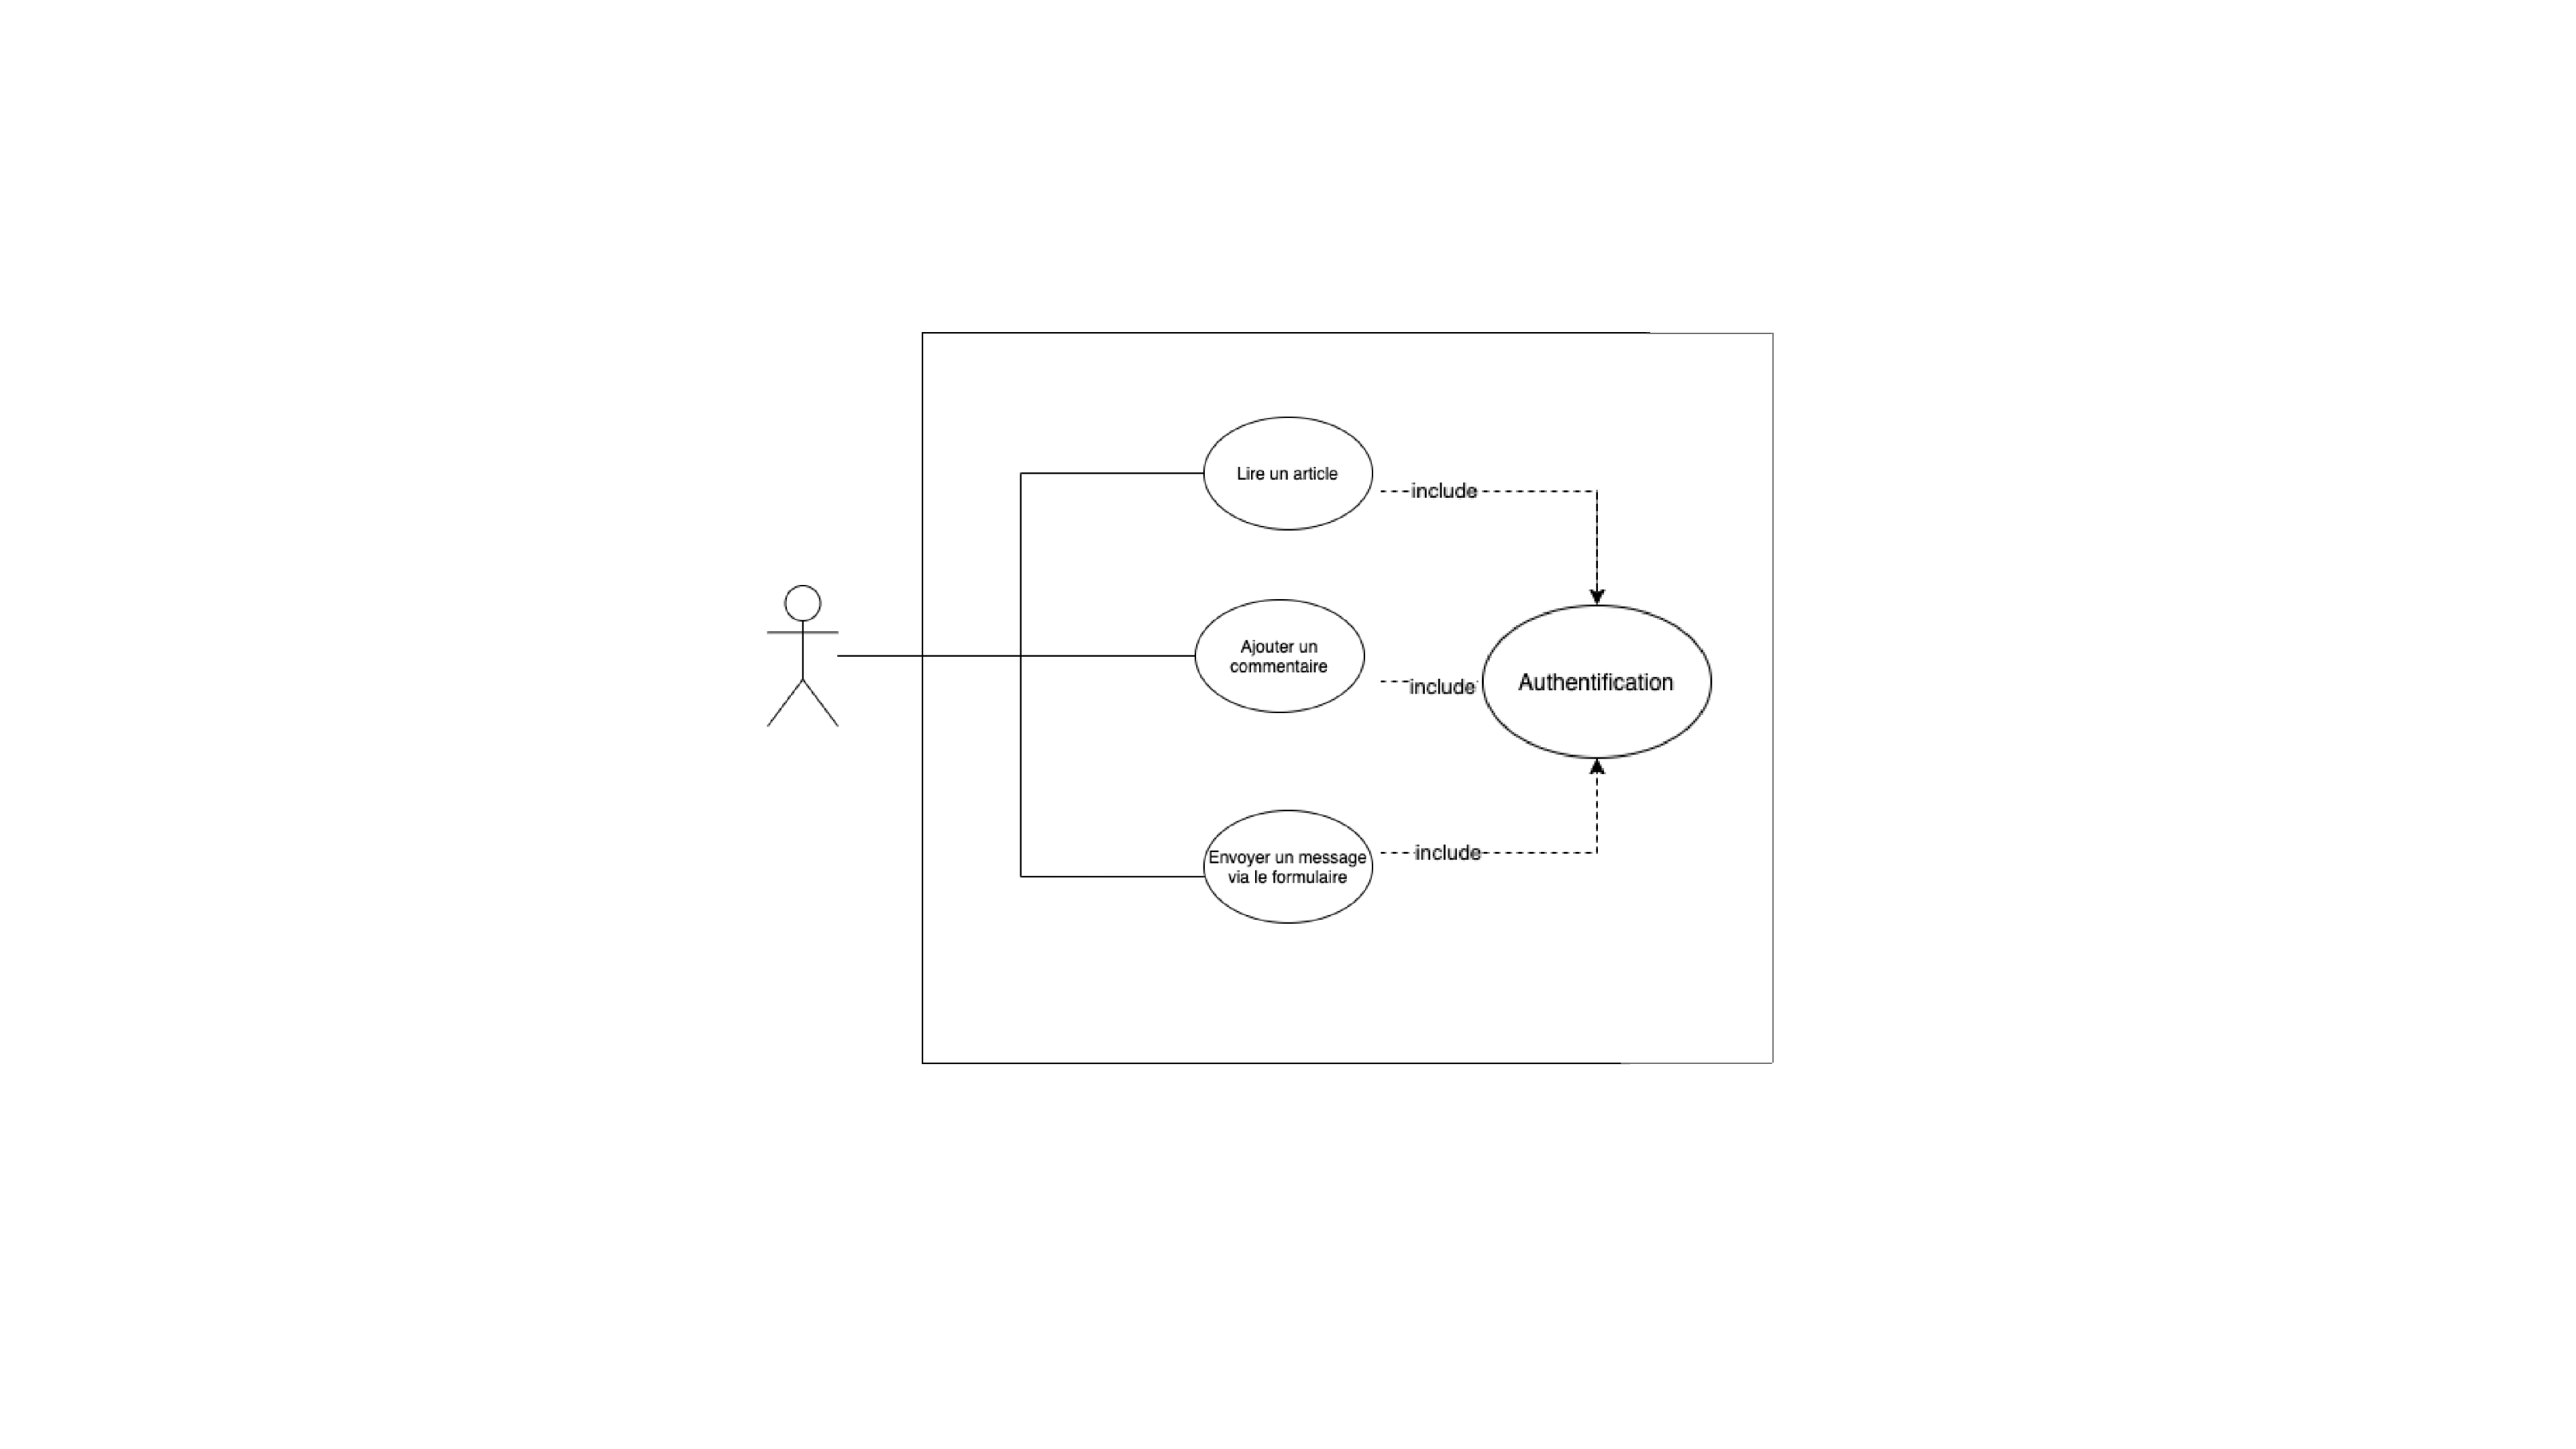 Lire un article
include
Ajouter un
commentaire
include
Authentification
Envoyer un message
via le formulaire
include